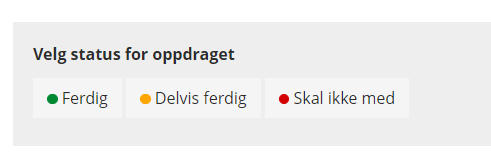 Velg status for oppdraget
Ferdig Delvis ferdig Skal ikke med